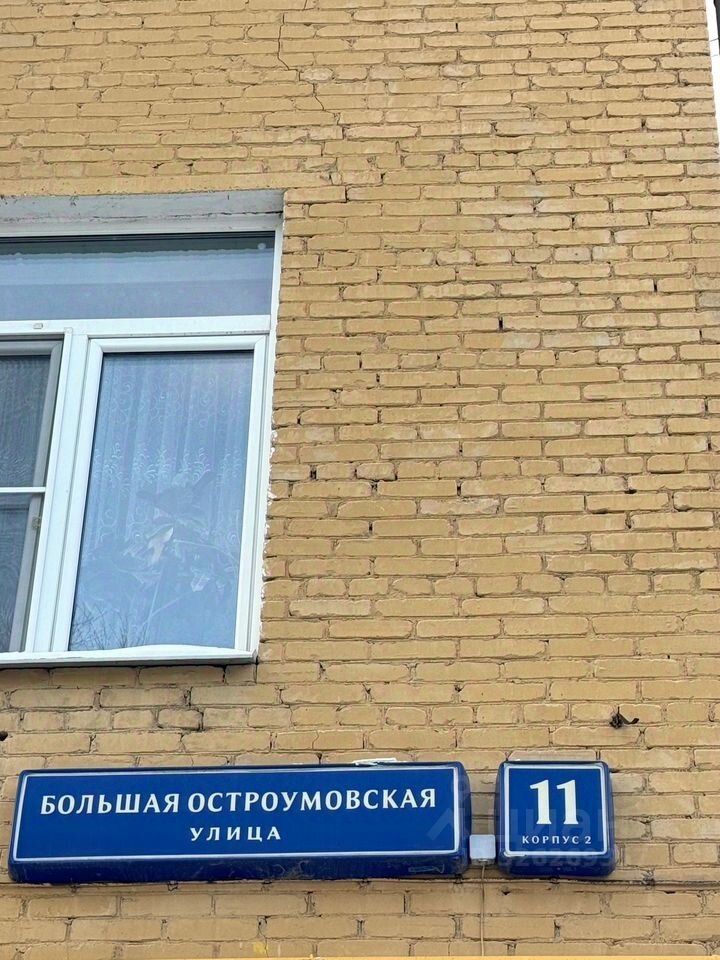 БОЛЬШАЯ ОСТРОУМОВСКАЯ
УЛИЦА
11
КОРПУС 2